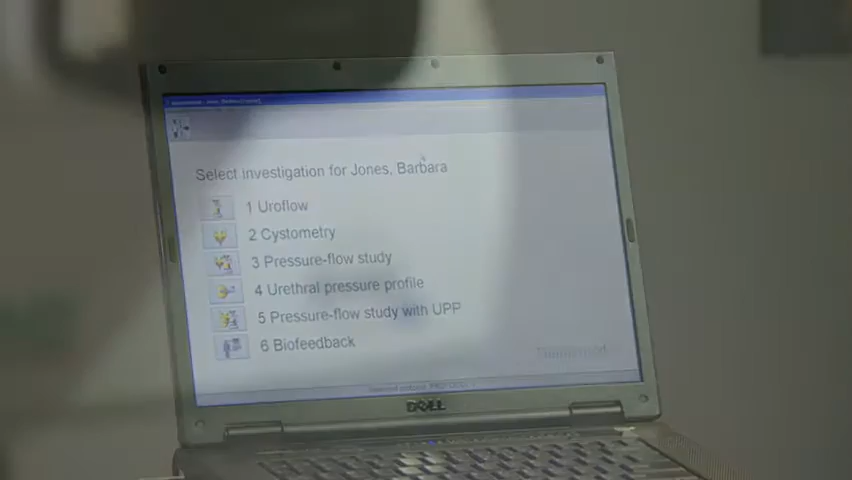 Select investigation for Jones, Barbara
1 Uroflow
2 Cystometry
3 Pressure-flow study
4 Urethral pressure profile
5 Pressure-flow study with UPP
6 Biofeedback
DELL